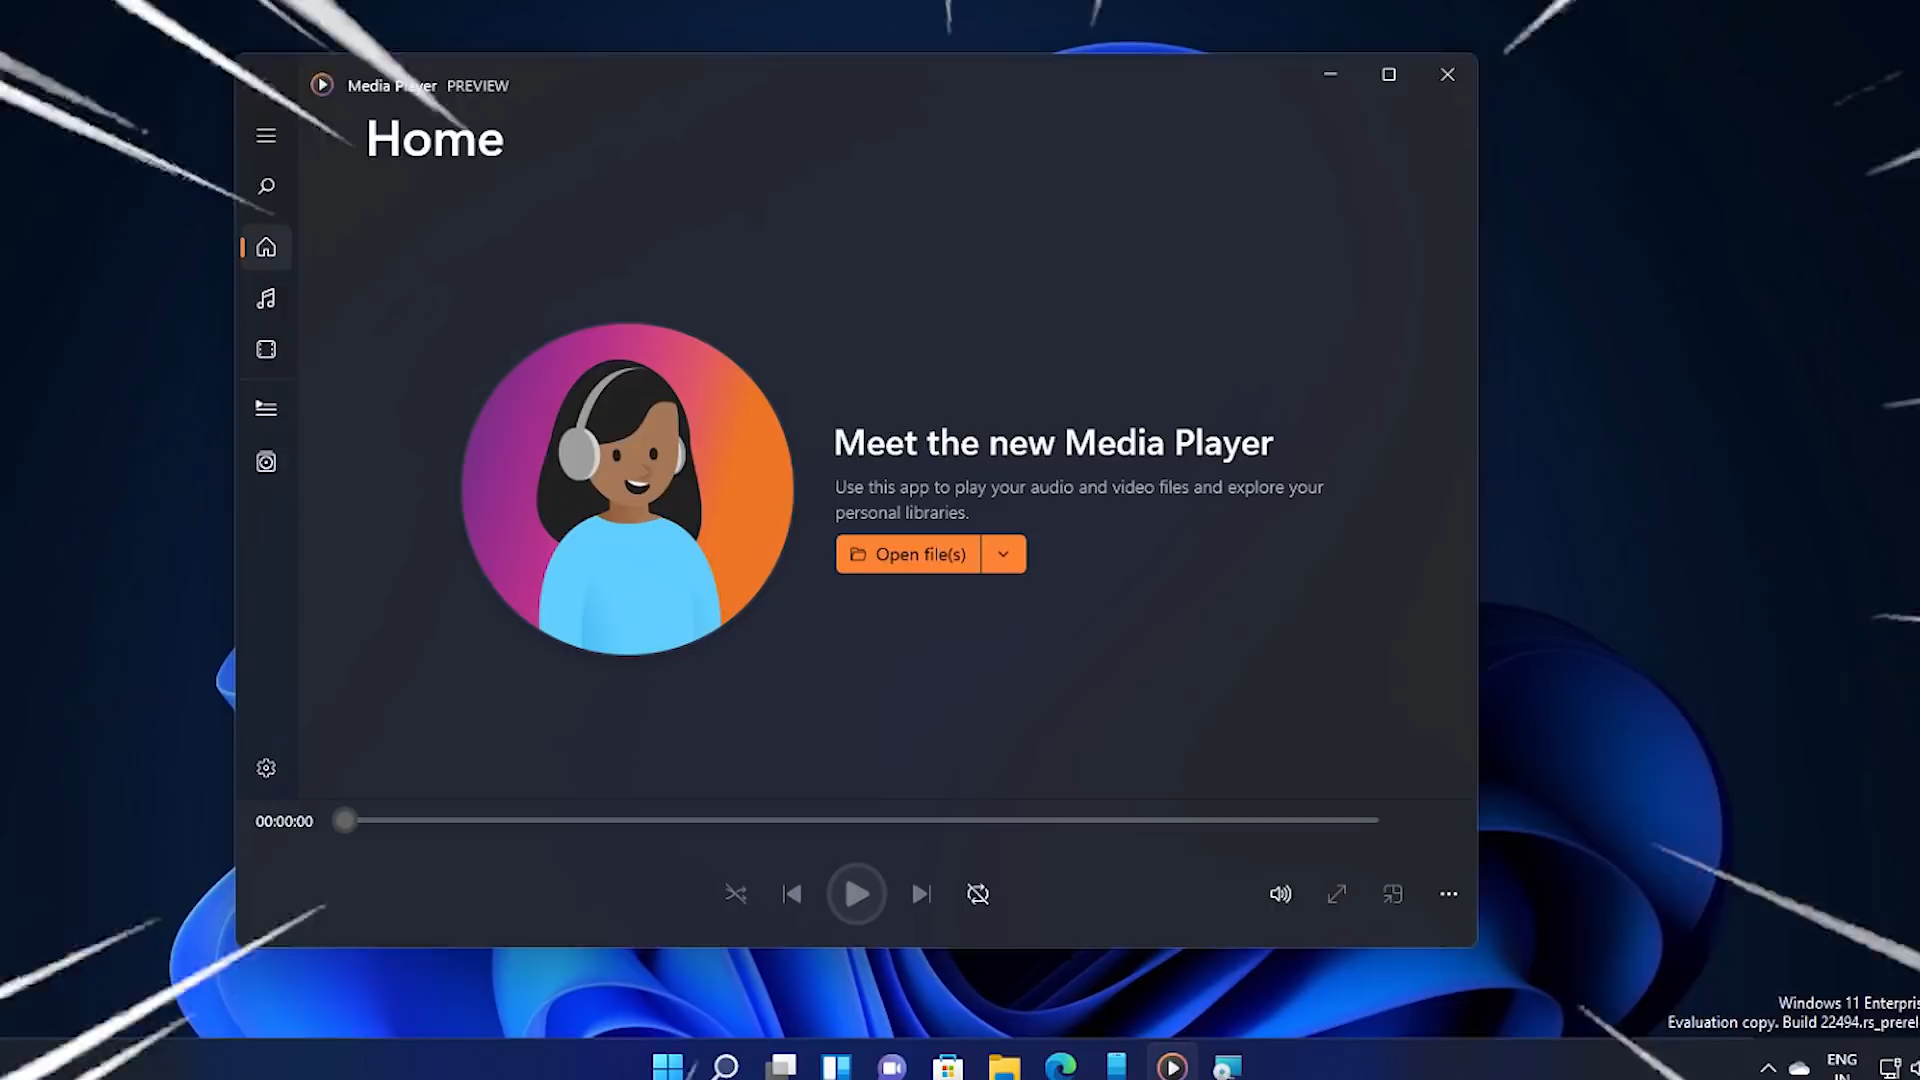 Media Player PREVIEW
Home
Meet the new Media Player
Use this app to play your audio and video files and explore your
personal libraries.
Open file(s)
00:00:00
Windows 11 Enterpris
Evaluation copy. Build 22494.rs_prerel
ENG
IN